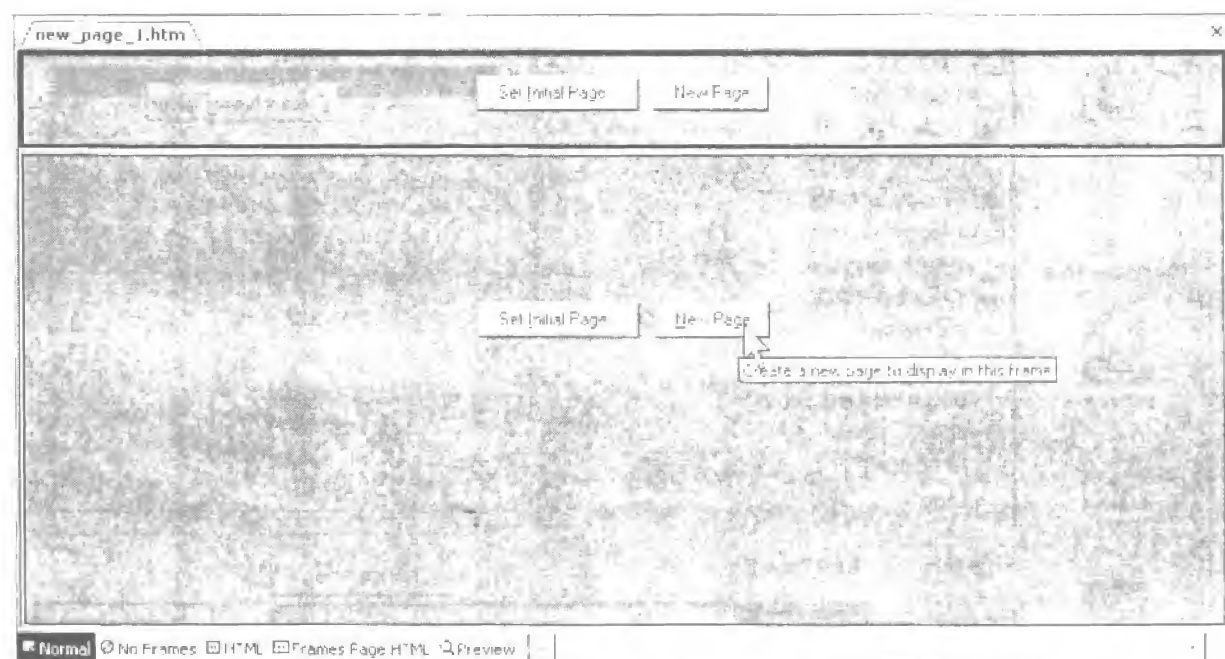 new_page_1.htm
Set Initial Page New Page
Set Initial Page New Page
Create a new page to display in this frame
Normal No Frames HTML Frames Page HTML Preview